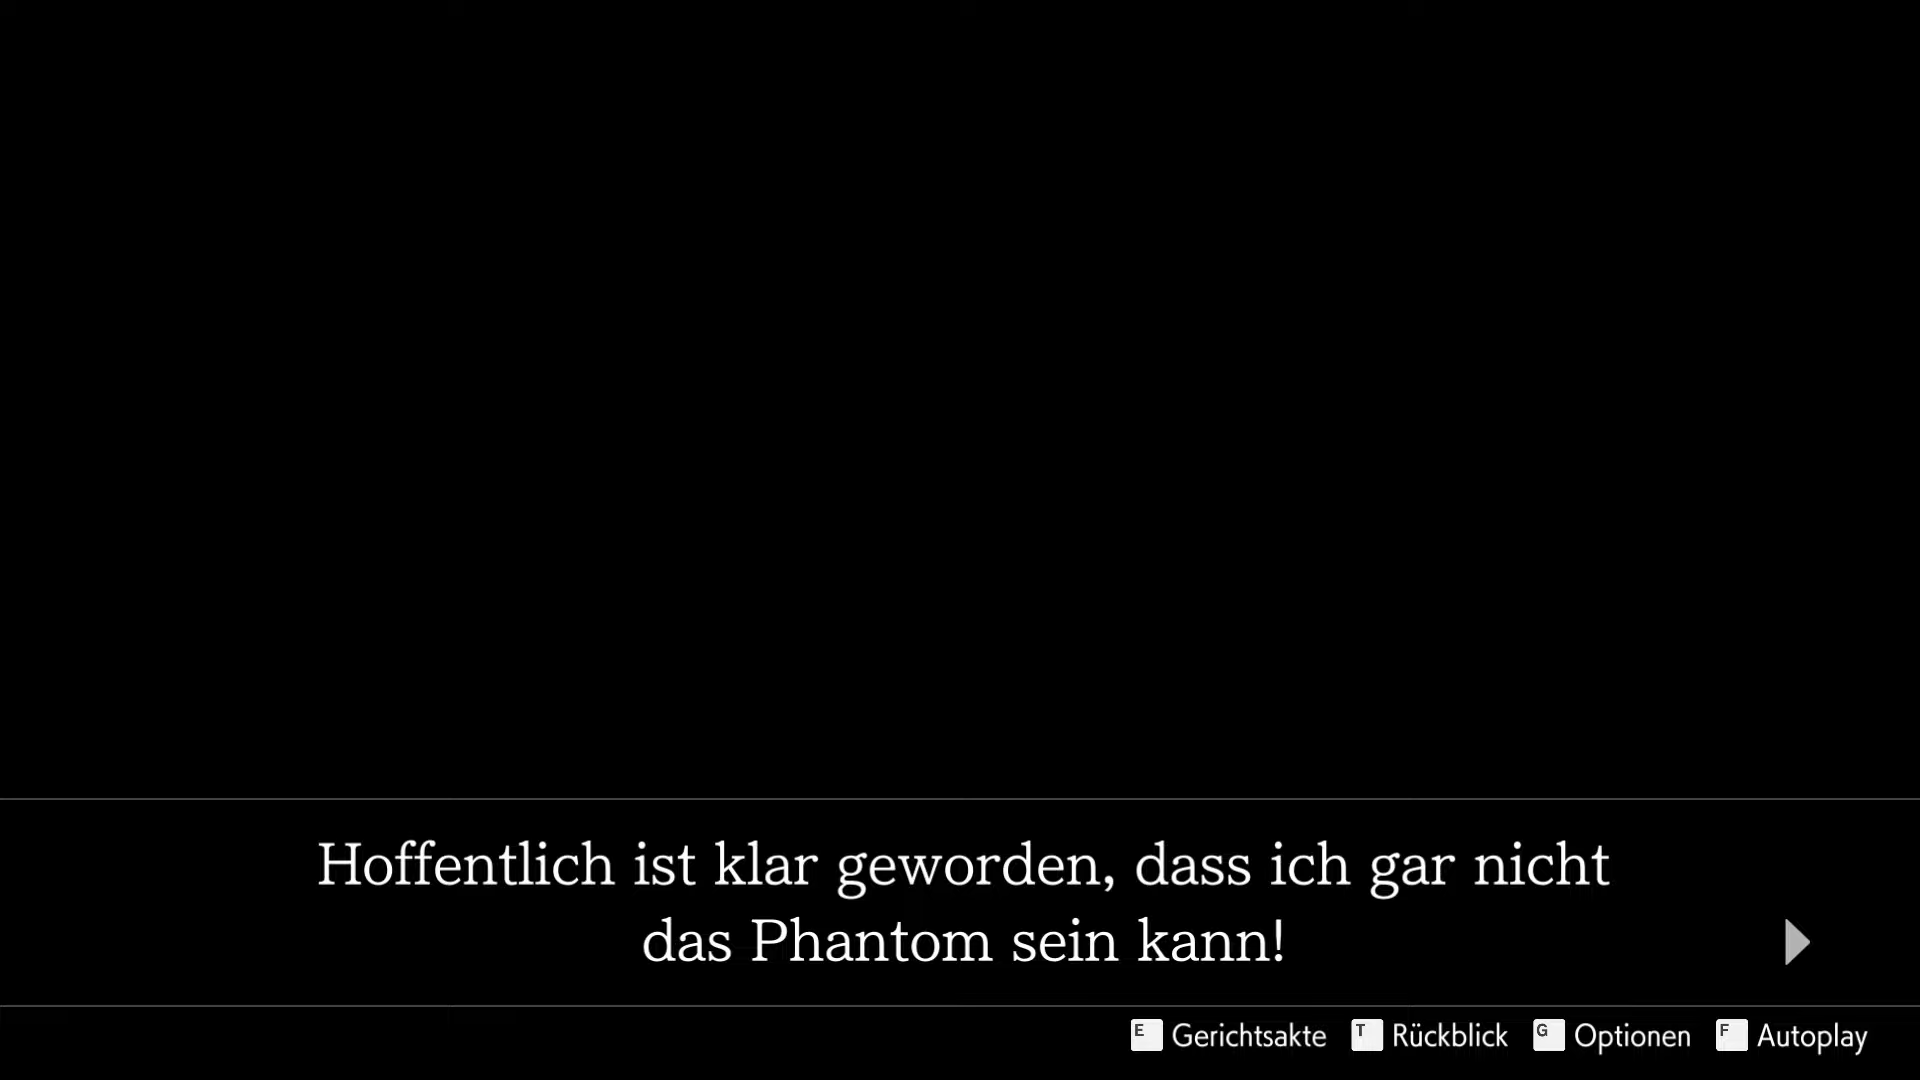 Hoffentlich ist klar geworden, dass ich gar nicht
das Phantom sein kann!
E Gerichtsakte T Rückblick G Optionen F Autoplay